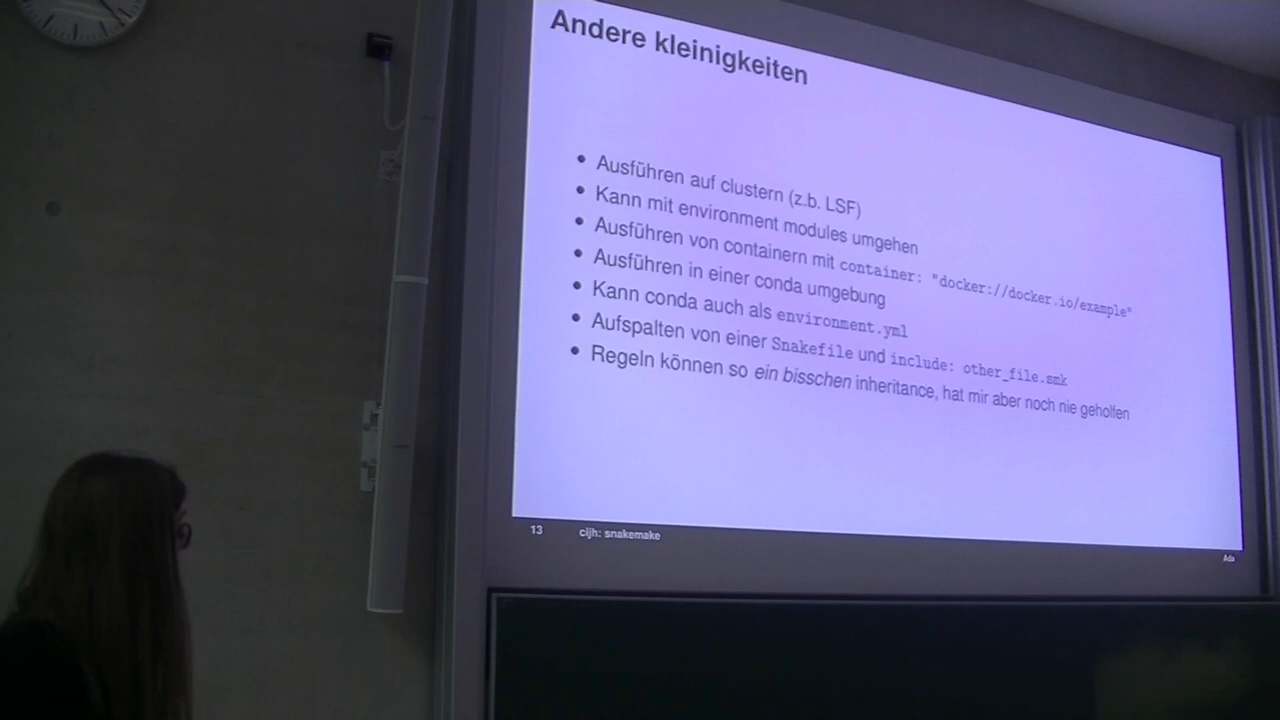 Andere kleinigkeiten
• Ausführen auf clustern (z.b. LSF)
• Kann mit environment modules umgehen
• Ausführen von containern mit container: "docker://docker.io/example"
• Ausführen in einer conda umgebung
• Kann conda auch als environment.yml
• Aufspalten von einer Snakefile und include: other_file.smk
• Regeln können so ein bisschen inheritance, hat mir aber noch nie geholfen
13 cijh: snakemake
Ada